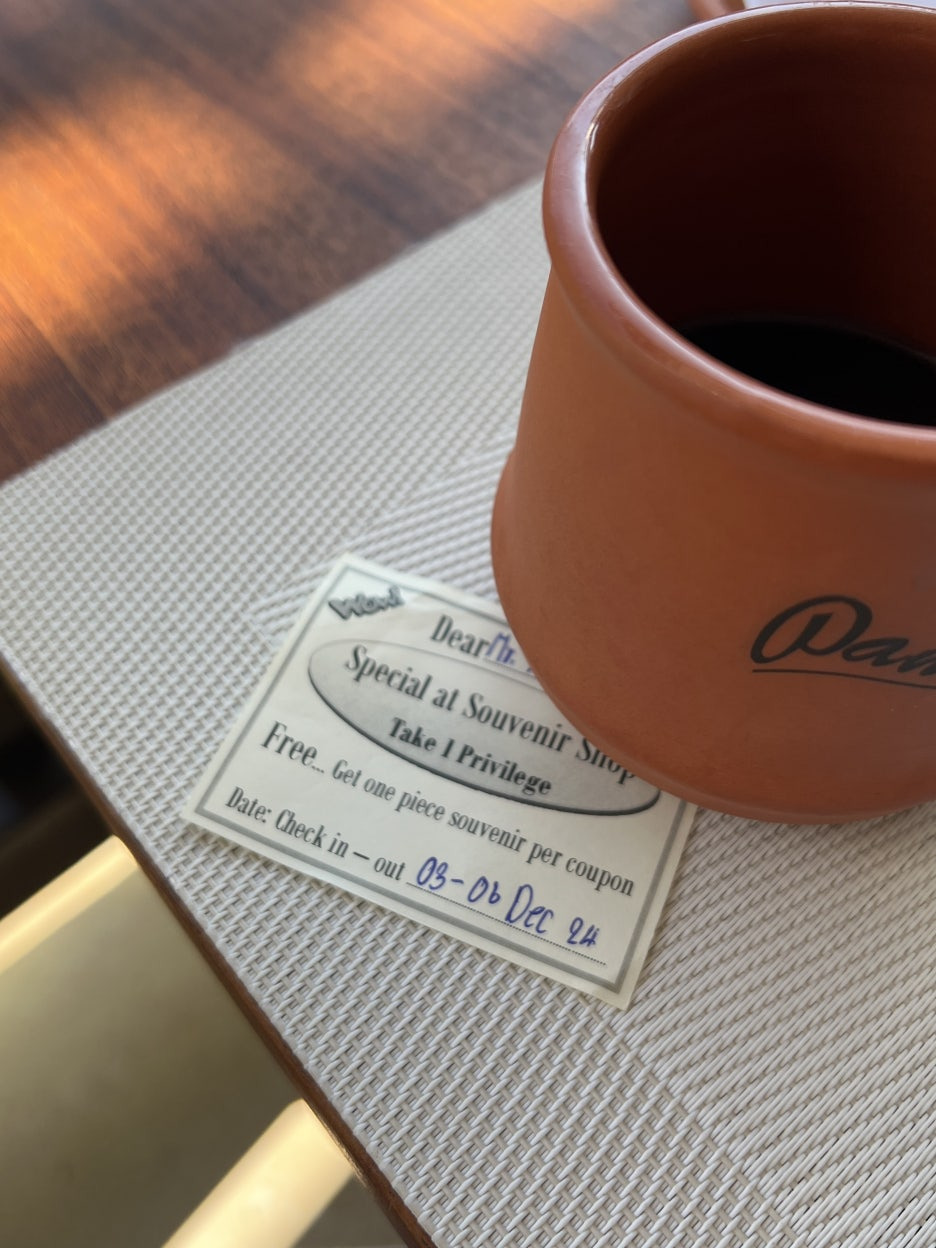 Wow!
Dear Mr.
Special at Souvenir Shop
Take 1 Privilege
Free... Get one piece souvenir per coupon
Date: Check in – out 03-06 Dec 24